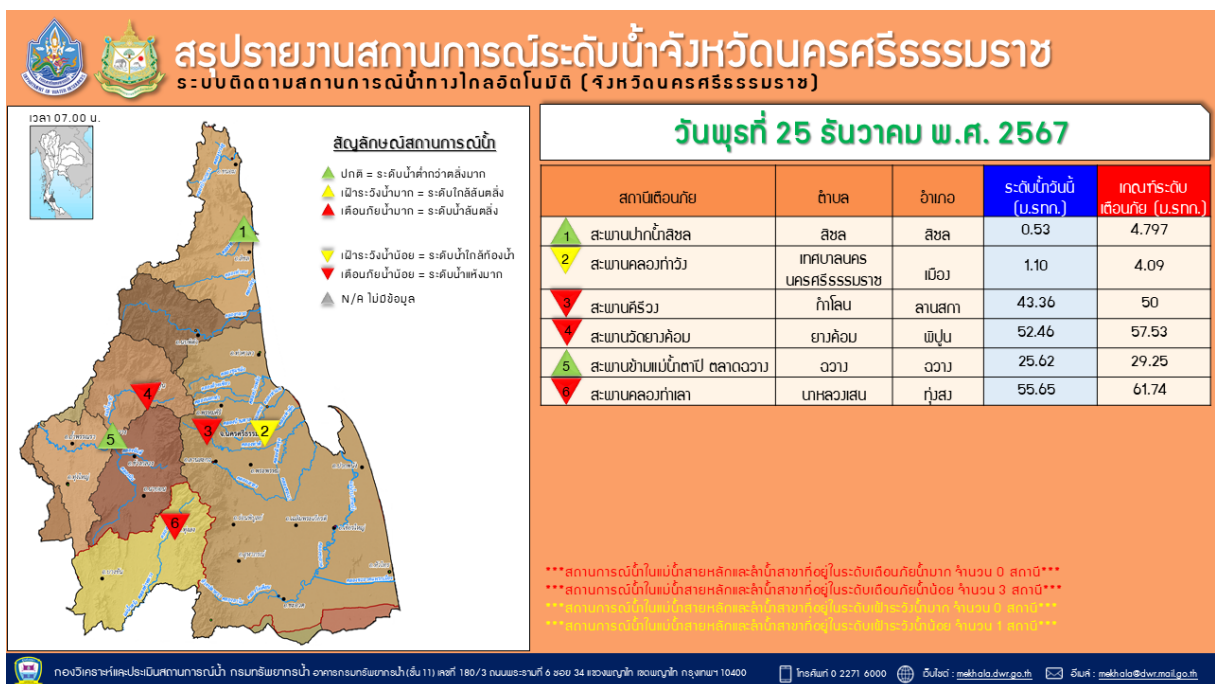 สรุปรายงานสถานการณ์ระดับน้ำจังหวัดนครศรีธรรมราช
ระบบติดตามสถานการณ์น้ำทางไกลอัตโนมัติ (จังหวัดนครศรีธรรมราช)
เวลา 07.00 น.
สัญลักษณ์สถานการณ์น้ำ
ปกติ = ระดับน้ำต่ำกว่าตลิ่งมาก
เฝ้าระวังน้ำมาก = ระดับใกล้ล้นตลิ่ง
เตือนภัยน้ำมาก = ระดับน้ำล้นตลิ่ง
เฝ้าระวังน้ำน้อย = ระดับน้ำใกล้ท้องน้ำ
เตือนภัยน้ำน้อย = ระดับน้ำแห้งมาก
N/A ไม่มีข้อมูล
1
4
3
2
5
6
วันพุธที่ 25 ธันวาคม พ.ศ. 2567
สถานีเตือนภัย ตำบล อำเภอ ระดับน้ำวันนี้ (ม.รทก.) เกณฑ์ระดับเตือนภัย (ม.รทก.)
1 สะพานปากน้ำสิชล สิชล สิชล 0.53 4.797
2 สะพานคลองท่าวัง เทศบาลนครนครศรีธรรมราช เมือง 1.10 4.09
3 สะพานคีรีวง กำโลน ลานสกา 43.36 50
4 สะพานวัดยางค้อม ยางค้อม พิปูน 52.46 57.53
5 สะพานข้ามแม่น้ำตาปี ตลาดฉวาง ฉวาง ฉวาง 25.62 29.25
6 สะพานคลองท่าเลา นาหลวงเสน ทุ่งสง 55.65 61.74
***สถานการณ์น้ำในแม่น้ำสายหลักและลำน้ำสาขาที่อยู่ในระดับเตือนภัยน้ำมาก จำนวน 0 สถานี***
***สถานการณ์น้ำในแม่น้ำสายหลักและลำน้ำสาขาที่อยู่ในระดับเตือนภัยน้ำน้อย จำนวน 3 สถานี***
***สถานการณ์น้ำในแม่น้ำสายหลักและลำน้ำสาขาที่อยู่ในระดับเฝ้าระวังน้ำมาก จำนวน 0 สถานี***
***สถานการณ์น้ำในแม่น้ำสายหลักและลำน้ำสาขาที่อยู่ในระดับเฝ้าระวังน้ำน้อย จำนวน 1 สถานี***
กองวิเคราะห์และประเมินสถานการณ์น้ำ กรมทรัพยากรน้ำ อาคารกรมทรัพยากรน้ำ(ชั้น 11) เลขที่ 180/3 ถนนพระรามที่ 6 ซอย 34 แขวงพญาไท เขตพญาไท กรุงเทพฯ 10400 โทรศัพท์ 0 2271 6000 เว็บไซต์ : mekhala.dwr.go.th อีเมล์ : mekhala@dwr.mail.go.th